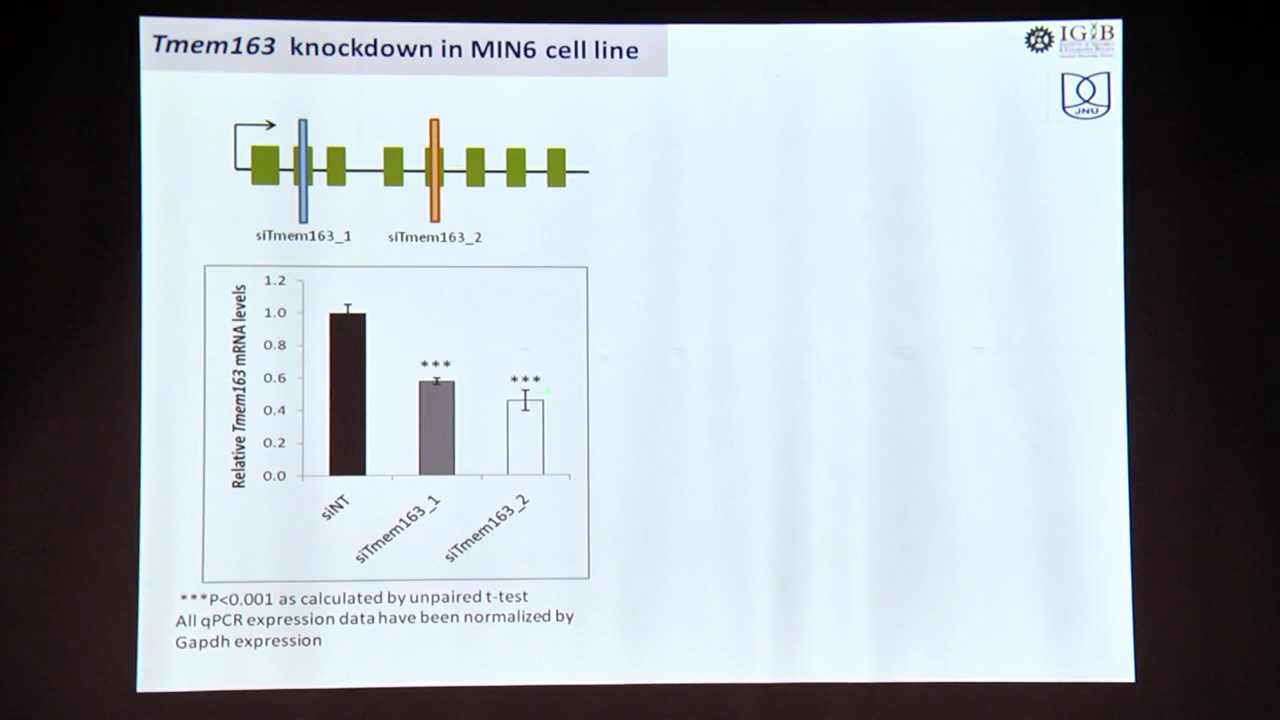 Tmem163 knockdown in MIN6 cell line
IGIB
JNU
siTmem163_1 siTmem163_2
Relative Tmem163 mRNA levels
1.2
1.0
0.8
0.6
0.4
0.2
0.0
***
***
siNT
siTmem163_1
siTmem163_2
***P<0.001 as calculated by unpaired t-test
All qPCR expression data have been normalized by
Gapdh expression